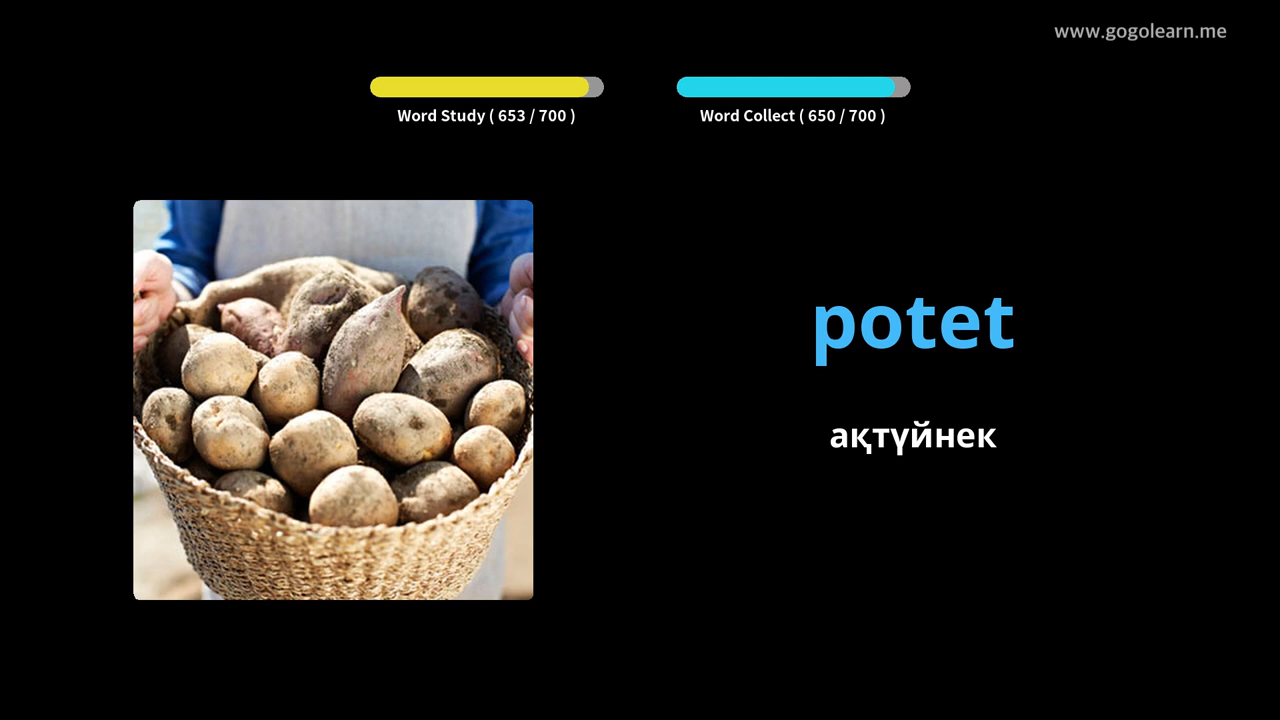 www.gogolearn.me
Word Study ( 653 / 700 )
Word Collect ( 650 / 700 )
potet
ақтүйнек